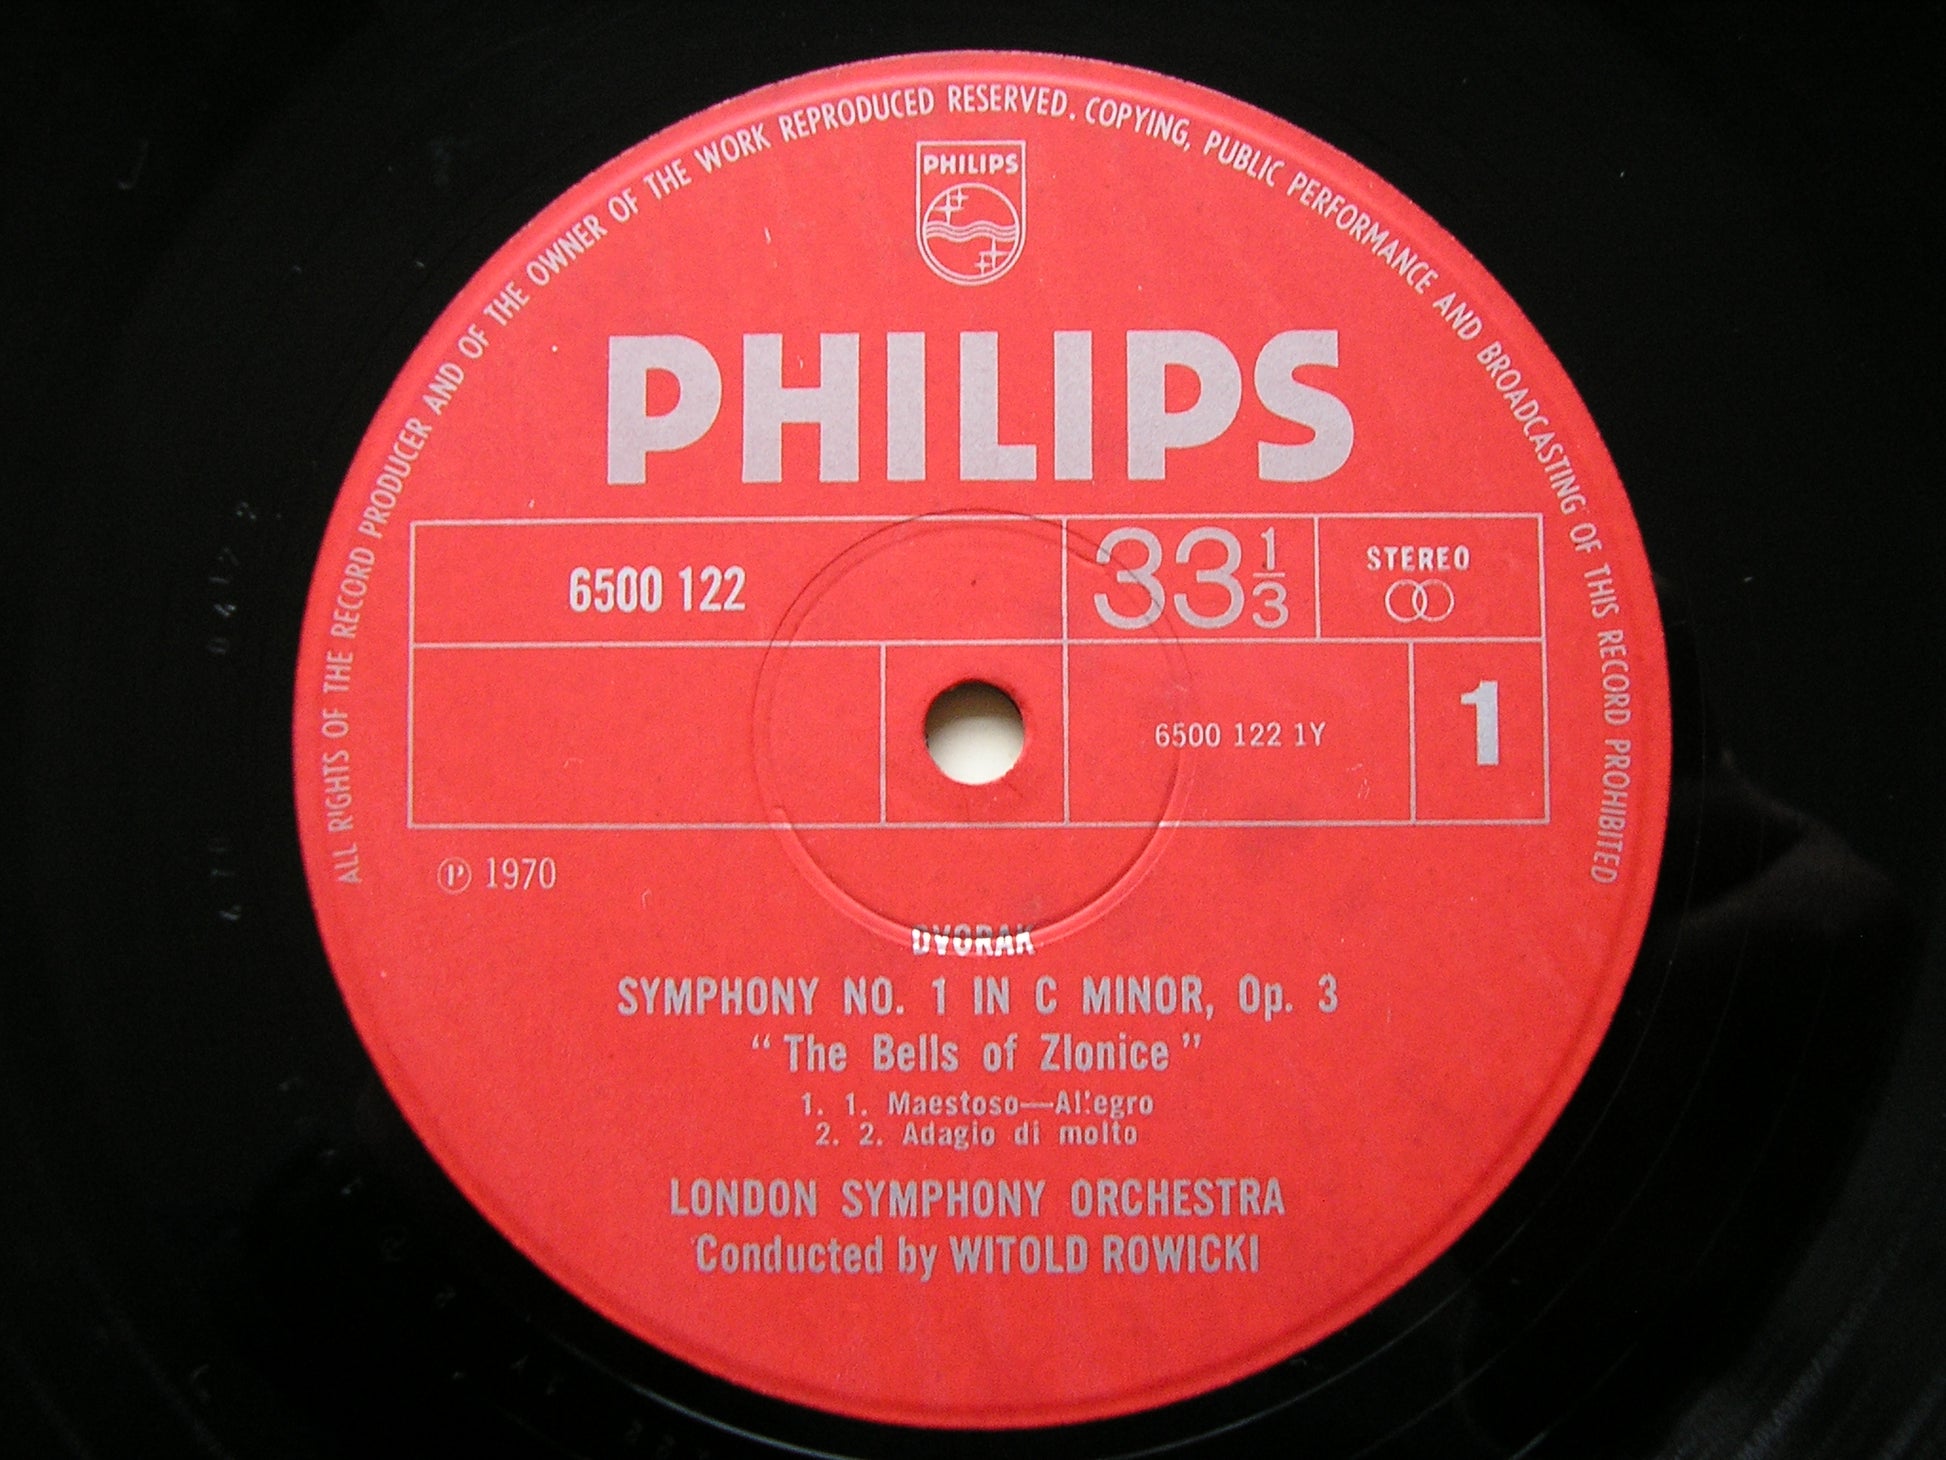 ALL RIGHTS OF THE RECORD PRODUCER AND OF THE OWNER OF THE WORK REPRODUCED RESERVED. COPYING, PUBLIC PERFORMANCE AND BROADCASTING OF THIS RECORD PROHIBITED
PHILIPS
PHILIPS
6500 122
33 1/3
STEREO
6500 122 1Y
1
Ⓟ 1970
DVORAK
SYMPHONY NO. 1 IN C MINOR, Op. 3
“The Bells of Zlonice”
1. 1. Maestoso—Allegro
2. 2. Adagio di molto
LONDON SYMPHONY ORCHESTRA
Conducted by WITOLD ROWICKI